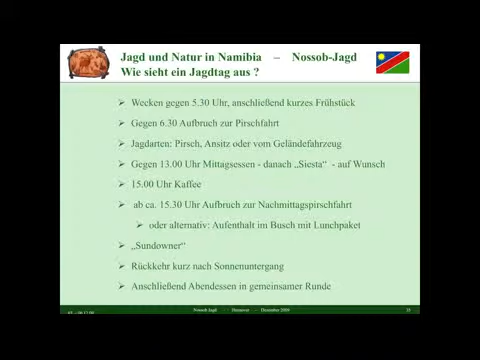 Jagd und Natur in Namibia – Nossob-Jagd
Wie sieht ein Jagdtag aus ?
➢ Wecken gegen 5.30 Uhr, anschließend kurzes Frühstück
➢ Gegen 6.30 Aufbruch zur Pirschfahrt
➢ Jagdarten: Pirsch, Ansitz oder vom Geländefahrzeug
➢ Gegen 13.00 Uhr Mittagsessen - danach „Siesta“ - auf Wunsch
➢ 15.00 Uhr Kaffee
➢ ab ca. 15.30 Uhr Aufbruch zur Nachmittagspirschfahrt
➢ oder alternativ: Aufenthalt im Busch mit Lunchpaket
➢ „Sundowner“
➢ Rückkehr kurz nach Sonnenuntergang
➢ Anschließend Abendessen in gemeinsamer Runde
Nossob Jagd – Hannover – Dezember 2009